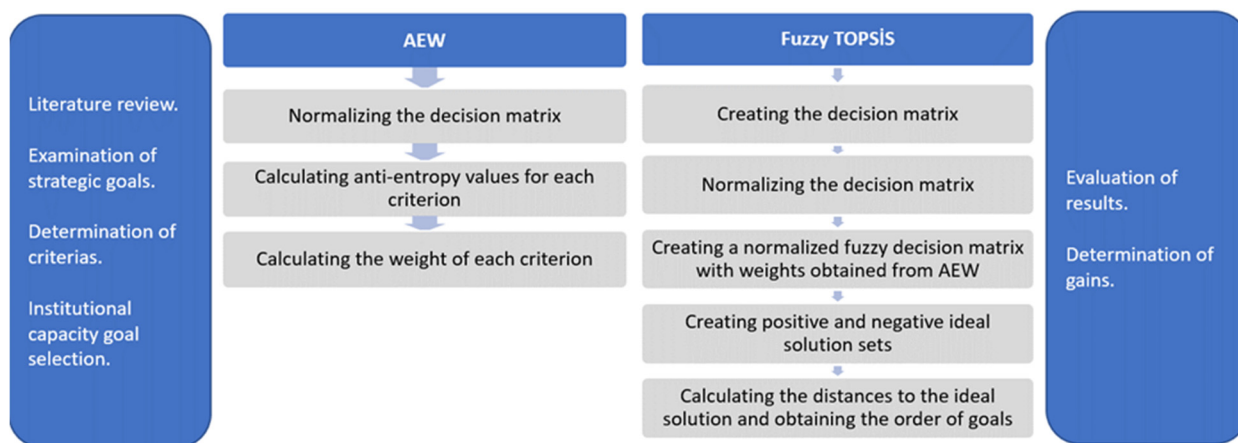 Literature review.
Examination of
strategic goals.
Determination of
criterias.
Institutional
capacity goal
selection.
AEW
Normalizing the decision matrix
Calculating anti-entropy values for each
criterion
Calculating the weight of each criterion
Fuzzy TOPSİS
Creating the decision matrix
Normalizing the decision matrix
Creating a normalized fuzzy decision matrix
with weights obtained from AEW
Creating positive and negative ideal
solution sets
Calculating the distances to the ideal
solution and obtaining the order of goals
Evaluation of
results.
Determination of
gains.